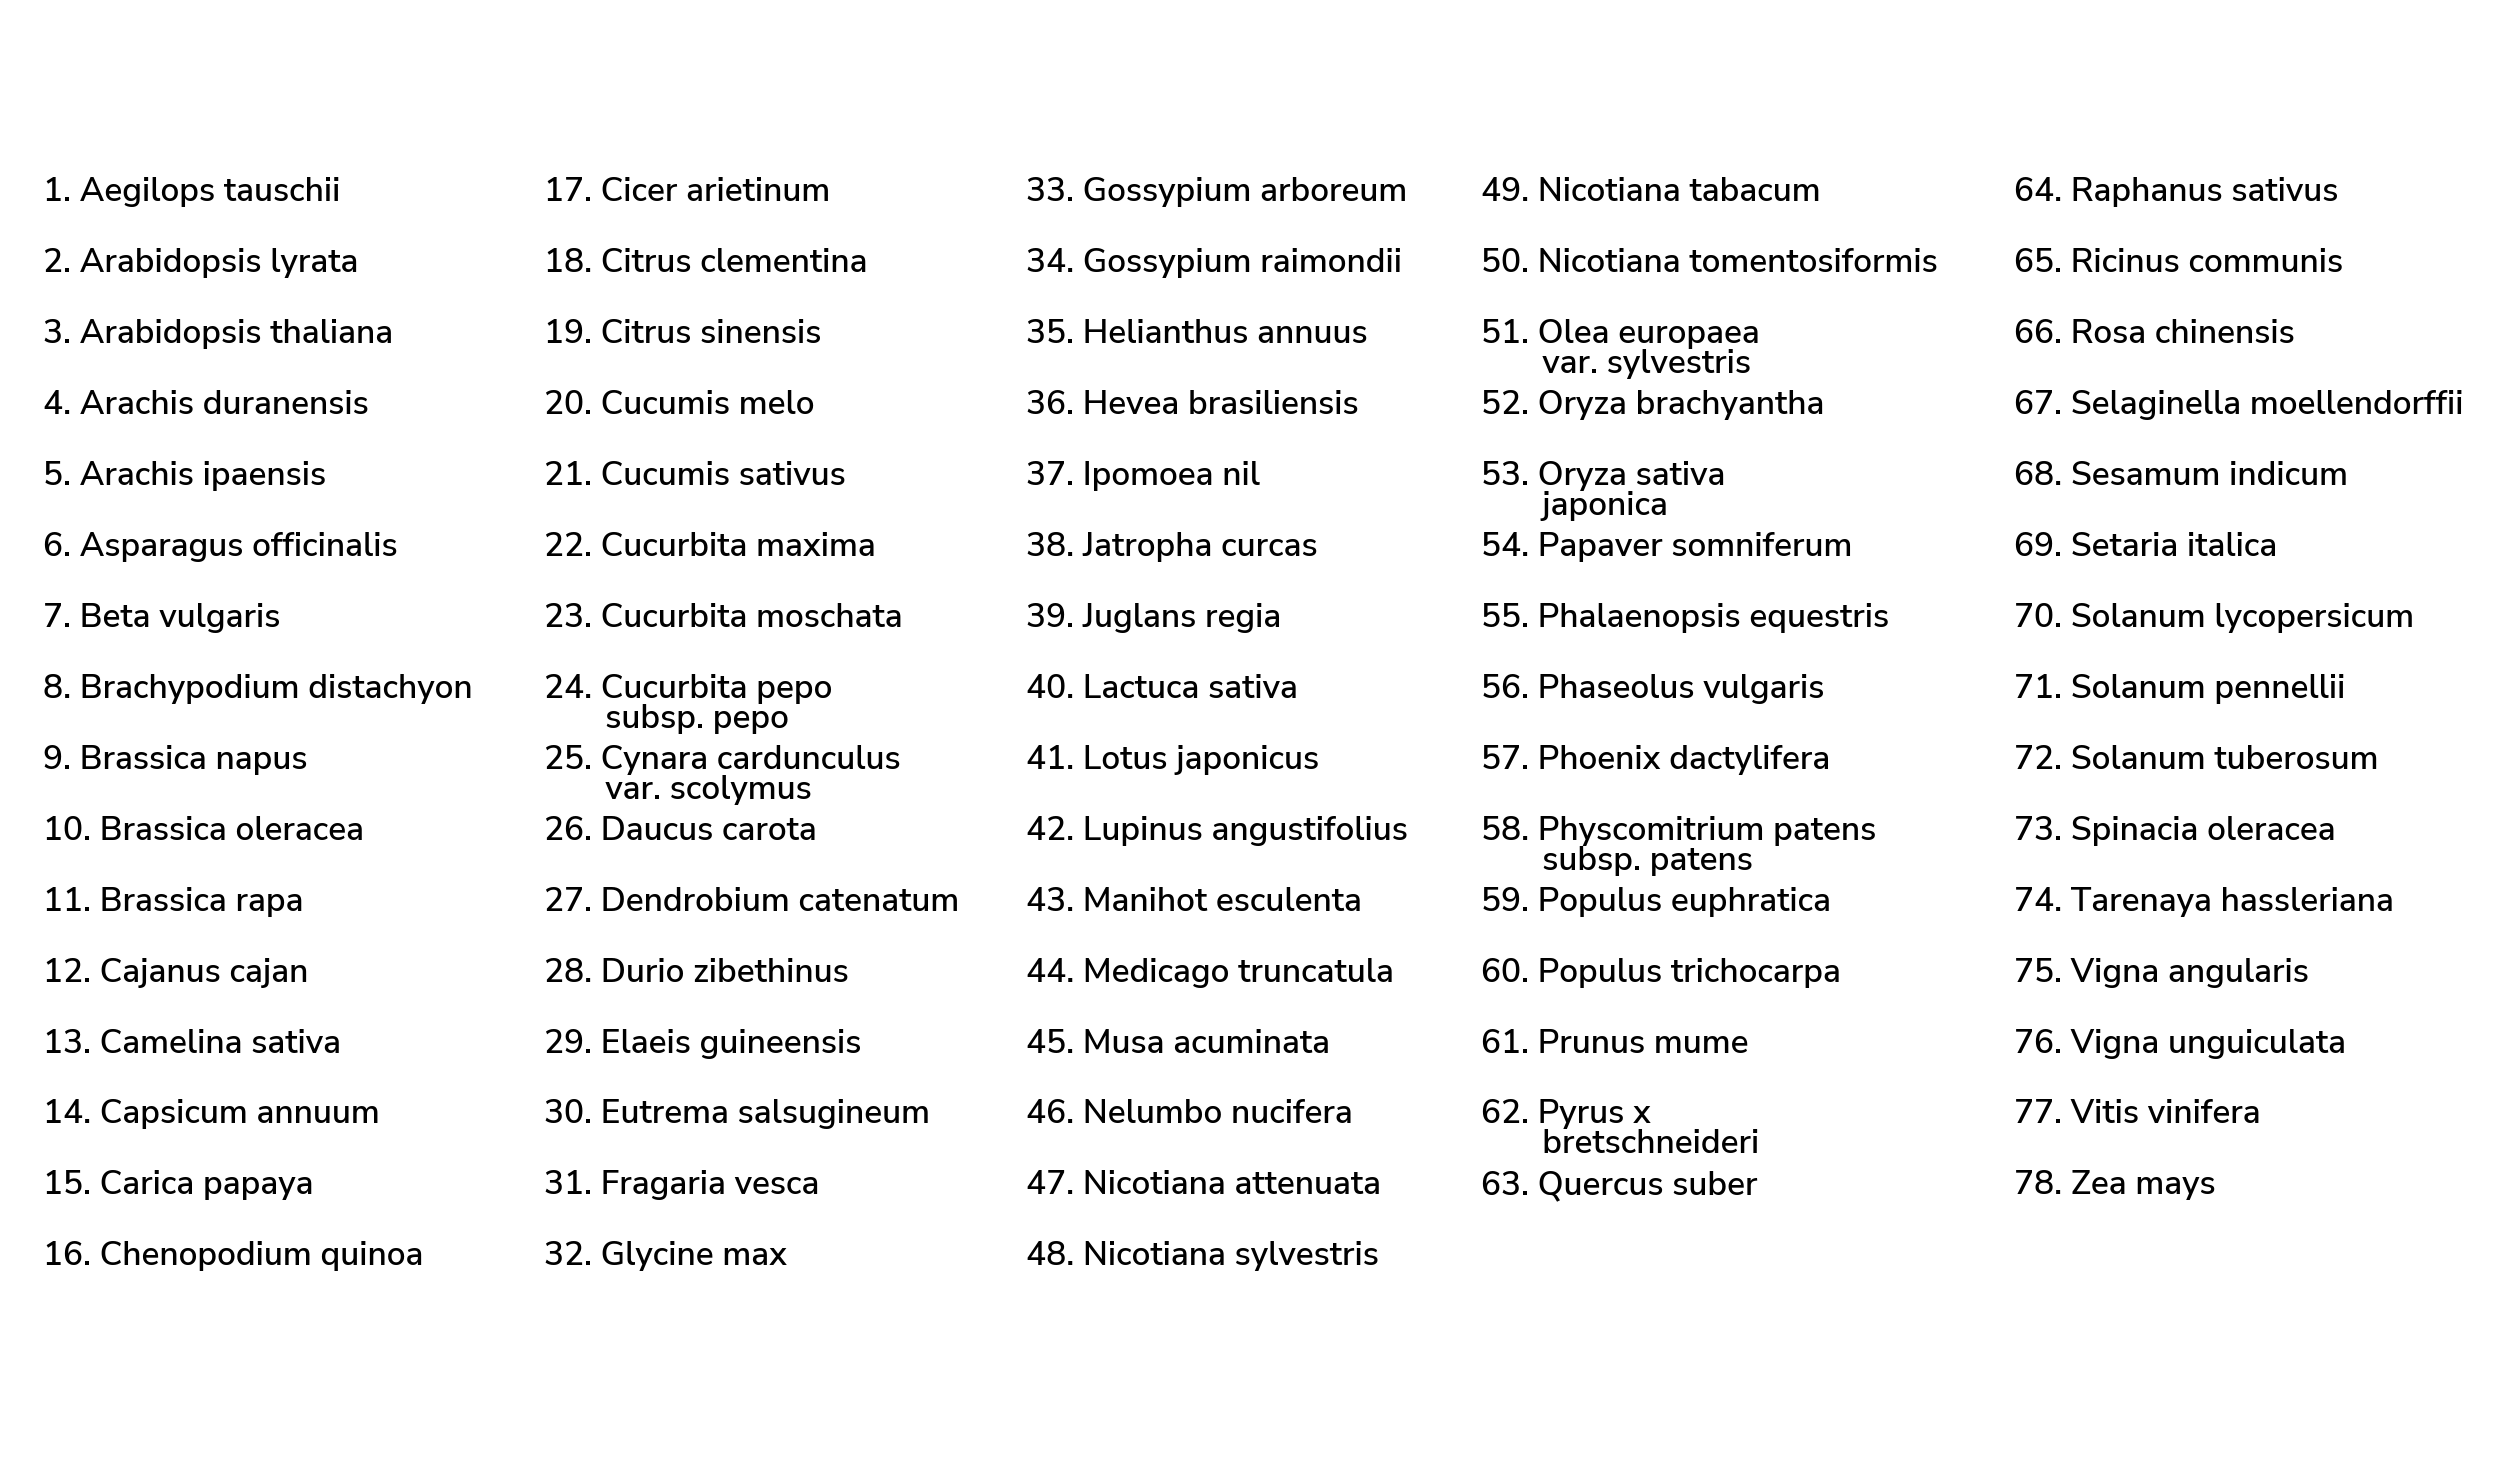 1. Aegilops tauschii
2. Arabidopsis lyrata
3. Arabidopsis thaliana
4. Arachis duranensis
5. Arachis ipaensis
6. Asparagus officinalis
7. Beta vulgaris
8. Brachypodium distachyon
9. Brassica napus
10. Brassica oleracea
11. Brassica rapa
12. Cajanus cajan
13. Camelina sativa
14. Capsicum annuum
15. Carica papaya
16. Chenopodium quinoa
17. Cicer arietinum
18. Citrus clementina
19. Citrus sinensis
20. Cucumis melo
21. Cucumis sativus
22. Cucurbita maxima
23. Cucurbita moschata
24. Cucurbita pepo
subsp. pepo
25. Cynara cardunculus
var. scolymus
26. Daucus carota
27. Dendrobium catenatum
28. Durio zibethinus
29. Elaeis guineensis
30. Eutrema salsugineum
31. Fragaria vesca
32. Glycine max
33. Gossypium arboreum
34. Gossypium raimondii
35. Helianthus annuus
36. Hevea brasiliensis
37. Ipomoea nil
38. Jatropha curcas
39. Juglans regia
40. Lactuca sativa
41. Lotus japonicus
42. Lupinus angustifolius
43. Manihot esculenta
44. Medicago truncatula
45. Musa acuminata
46. Nelumbo nucifera
47. Nicotiana attenuata
48. Nicotiana sylvestris
49. Nicotiana tabacum
50. Nicotiana tomentosiformis
51. Olea europaea
var. sylvestris
52. Oryza brachyantha
53. Oryza sativa
japonica
54. Papaver somniferum
55. Phalaenopsis equestris
56. Phaseolus vulgaris
57. Phoenix dactylifera
58. Physcomitrium patens
subsp. patens
59. Populus euphratica
60. Populus trichocarpa
61. Prunus mume
62. Pyrus x
bretschneideri
63. Quercus suber
64. Raphanus sativus
65. Ricinus communis
66. Rosa chinensis
67. Selaginella moellendorffii
68. Sesamum indicum
69. Setaria italica
70. Solanum lycopersicum
71. Solanum pennellii
72. Solanum tuberosum
73. Spinacia oleracea
74. Tarenaya hassleriana
75. Vigna angularis
76. Vigna unguiculata
77. Vitis vinifera
78. Zea mays